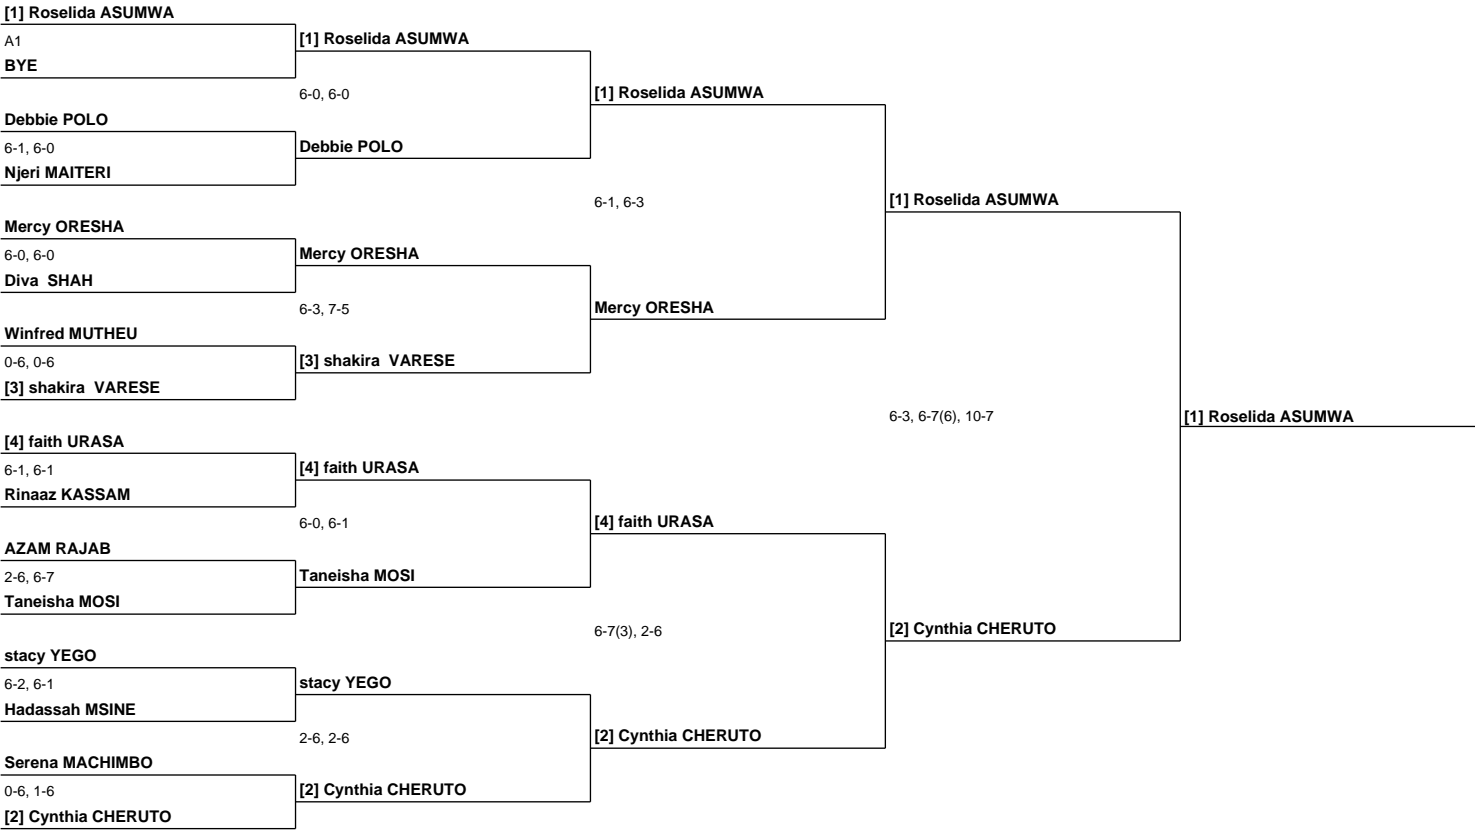 [1] Roselida ASUMWA
A1
BYE
Debbie POLO
6-1, 6-0
Njeri MAITERI
Mercy ORESHA
6-0, 6-0
Diva  SHAH
Winfred MUTHEU
0-6, 0-6
[3] shakira  VARESE
[4] faith URASA
6-1, 6-1
Rinaaz KASSAM
AZAM RAJAB
2-6, 6-7
Taneisha MOSI
stacy YEGO
6-2, 6-1
Hadassah MSINE
Serena MACHIMBO
0-6, 1-6
[2] Cynthia CHERUTO
[1] Roselida ASUMWA
6-0, 6-0
Debbie POLO
Mercy ORESHA
6-3, 7-5
[3] shakira  VARESE
[4] faith URASA
6-0, 6-1
Taneisha MOSI
stacy YEGO
2-6, 2-6
[2] Cynthia CHERUTO
[1] Roselida ASUMWA
6-1, 6-3
Mercy ORESHA
[4] faith URASA
6-7(3), 2-6
[2] Cynthia CHERUTO
[1] Roselida ASUMWA
6-3, 6-7(6), 10-7
[2] Cynthia CHERUTO
[1] Roselida ASUMWA